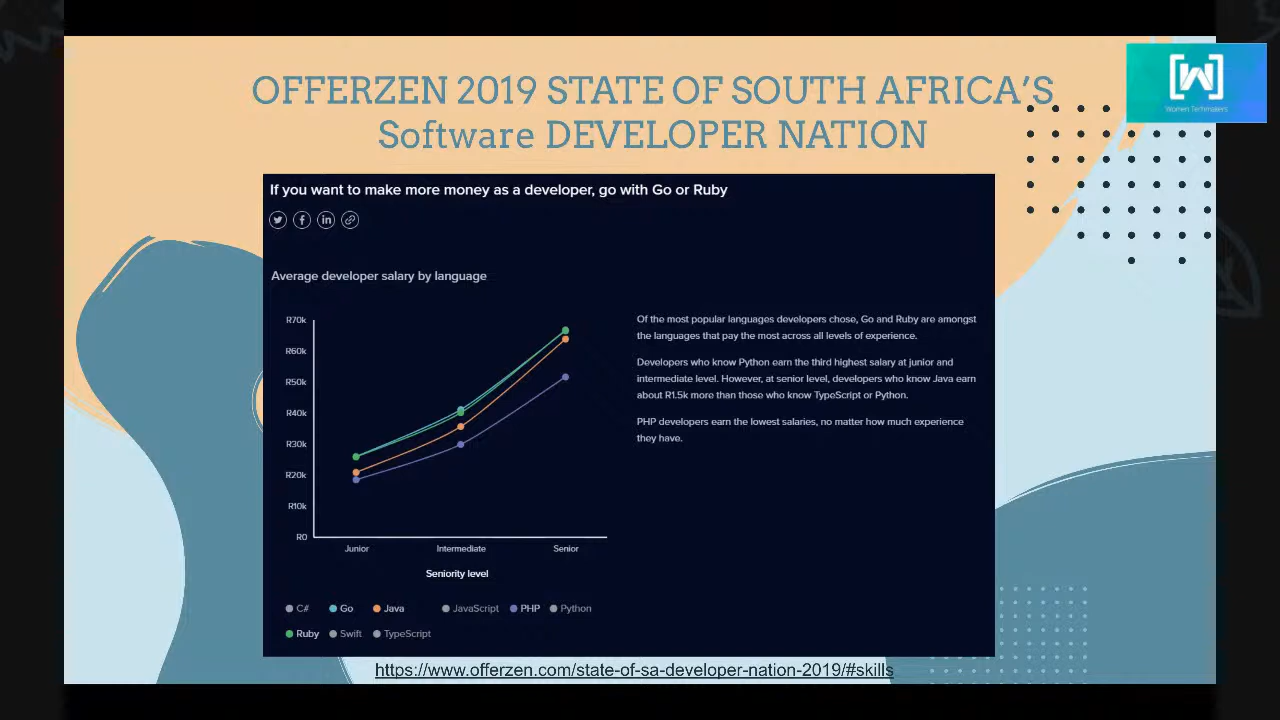 OFFERZEN 2019 STATE OF SOUTH AFRICA'S
Software DEVELOPER NATION
Women Techmakers
If you want to make more money as a developer, go with Go or Ruby
Average developer salary by language
R70k
R60k
R50k
R40k
R30k
R20k
R10k
R0
Junior Intermediate Senior
Seniority level
C# Go Java JavaScript PHP Python
Ruby Swift TypeScript
Of the most popular languages developers chose, Go and Ruby are amongst
the languages that pay the most across all levels of experience.
Developers who know Python earn the third highest salary at junior and
intermediate level. However, at senior level, developers who know Java earn
about R1.5k more than those who know TypeScript or Python.
PHP developers earn the lowest salaries, no matter how much experience
they have.
https://www.offerzen.com/state-of-sa-developer-nation-2019/#skills